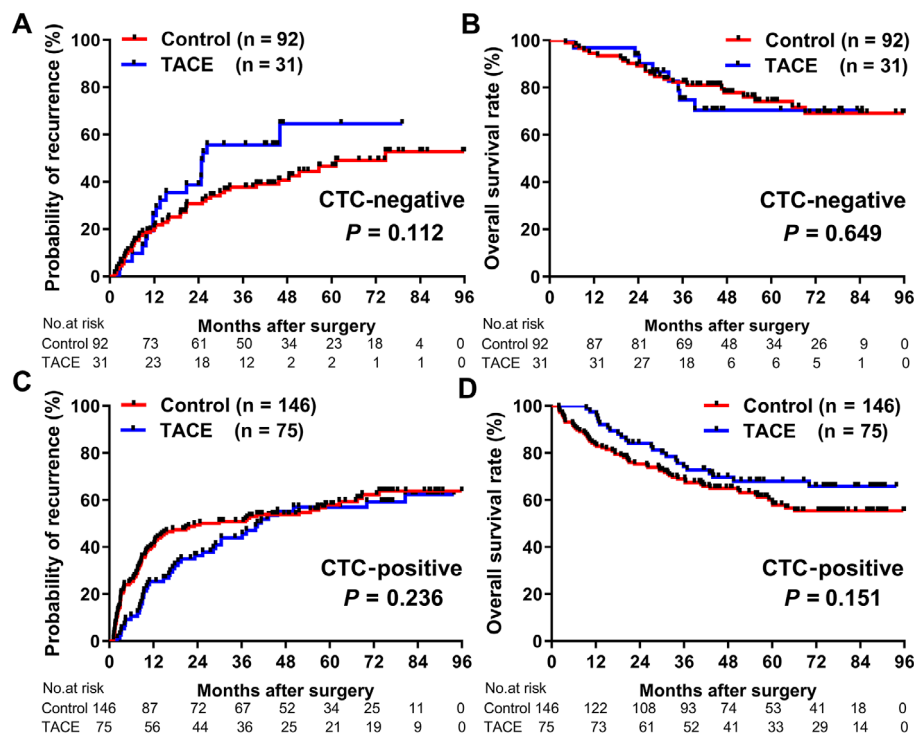 A
Probability of recurrrence (%)
100
80
60
40
20
0
Control (n = 92)
TACE (n = 31)
CTC-negative
P = 0.112
0 12 24 36 48 60 72 84 96
No.at risk
Months after surgery
Control 92 73 61 50 34 23 18 4 0
TACE 31 23 18 12 2 2 1 1 0
B
Overall survival rate (%)
100
80
60
40
20
0
Control (n = 92)
TACE (n = 31)
CTC-negative
P = 0.649
0 12 24 36 48 60 72 84 96
No.at risk
Months after surgery
Control 92 87 81 69 48 34 26 9 0
TACE 31 31 27 18 6 6 5 1 0
C
Probability of recurrrence (%)
100
80
60
40
20
0
Control (n = 146)
TACE (n = 75)
CTC-positive
P = 0.236
0 12 24 36 48 60 72 84 96
No.at risk
Months after surgery
Control 146 87 72 67 52 34 25 11 0
TACE 75 56 44 36 25 21 19 9 0
D
Overall survival rate (%)
100
80
60
40
20
0
Control (n = 146)
TACE (n = 75)
CTC-positive
P = 0.151
0 12 24 36 48 60 72 84 96
No.at risk
Months after surgery
Control 146 122 108 93 74 53 41 18 0
TACE 75 73 61 52 41 33 29 14 0